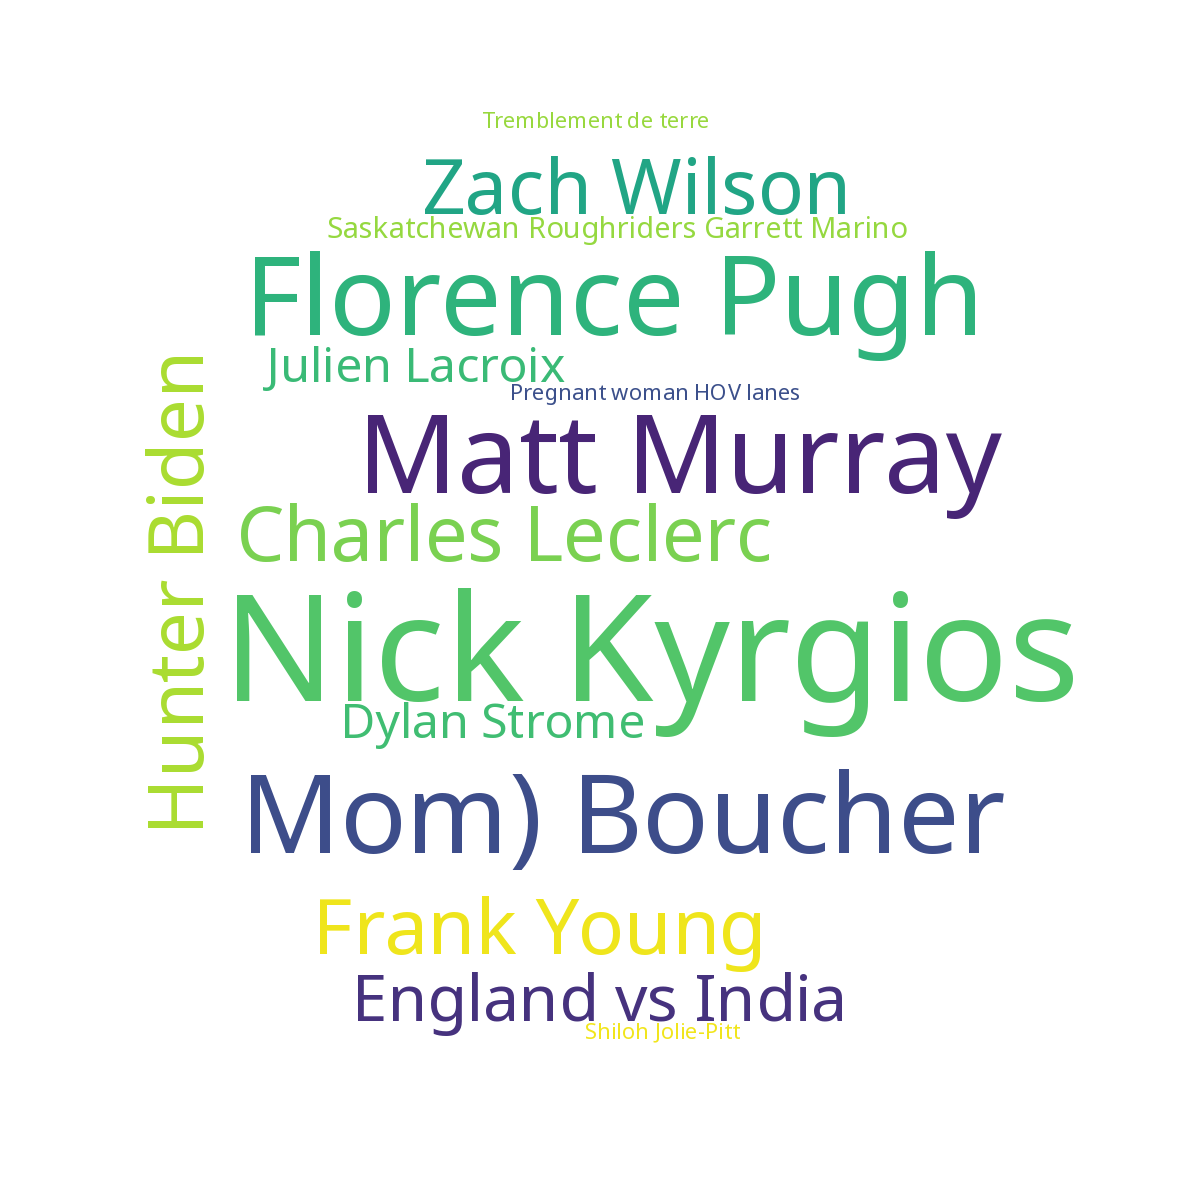 Tremblement de terre
Zach Wilson
Saskatchewan Roughriders Garrett Marino
Florence Pugh
Julien Lacroix
Pregnant woman HOV lanes
Matt Murray
Hunter Biden
Charles Leclerc
Nick Kyrgios
Dylan Strome
Mom) Boucher
Frank Young
England vs India
Shiloh Jolie-Pitt